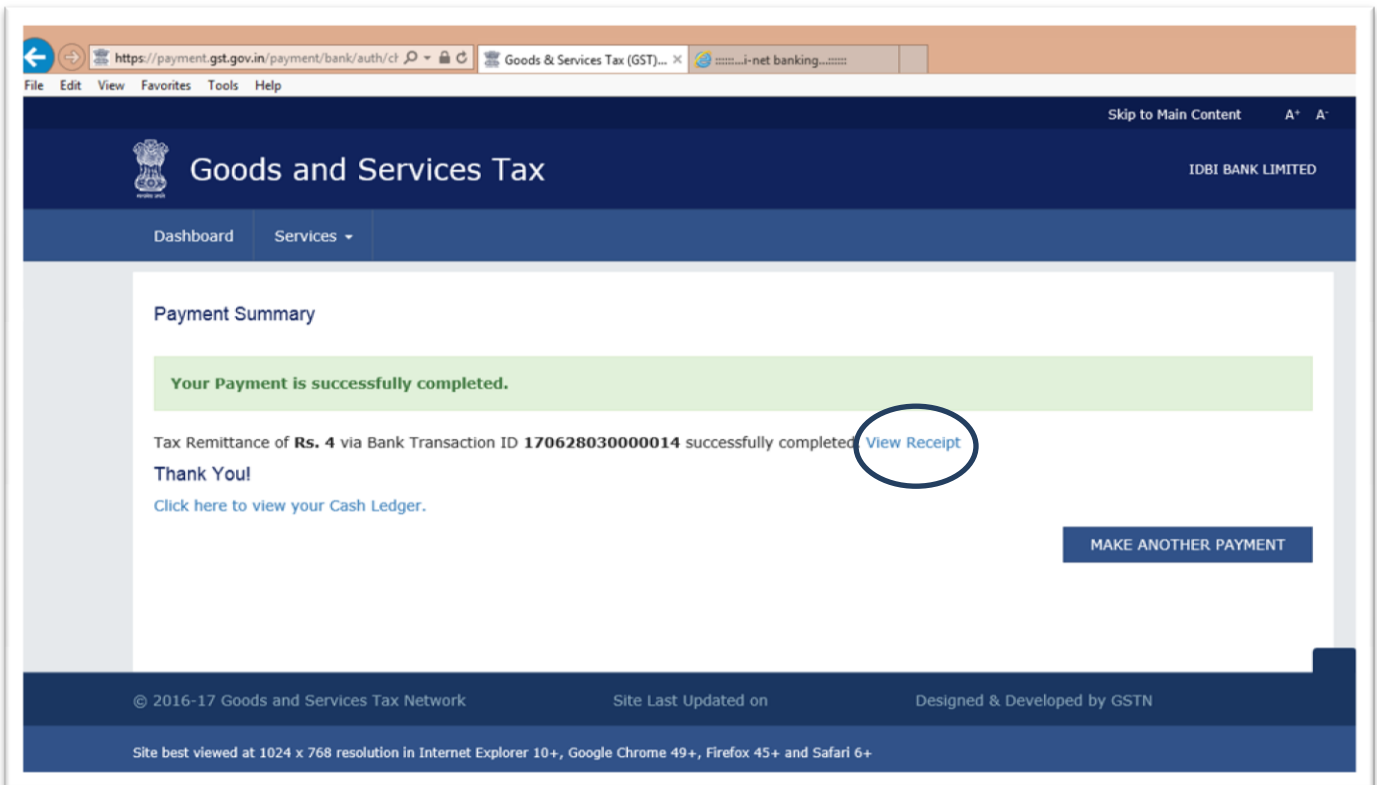 https://payment.gst.gov.in/payment/bank/auth/ch
Goods & Services Tax (GST)...
::::::...i-net banking...::::::
File Edit View Favorites Tools Help
Skip to Main Content A+ A-
Goods and Services Tax
IDBI BANK LIMITED
Dashboard Services
Payment Summary
Your Payment is successfully completed.
Tax Remittance of Rs. 4 via Bank Transaction ID 170628030000014 successfully completed. View Receipt
Thank You!
Click here to view your Cash Ledger.
MAKE ANOTHER PAYMENT
© 2016-17 Goods and Services Tax Network Site Last Updated on Designed & Developed by GSTN
Site best viewed at 1024 x 768 resolution in Internet Explorer 10+, Google Chrome 49+, Firefox 45+ and Safari 6+